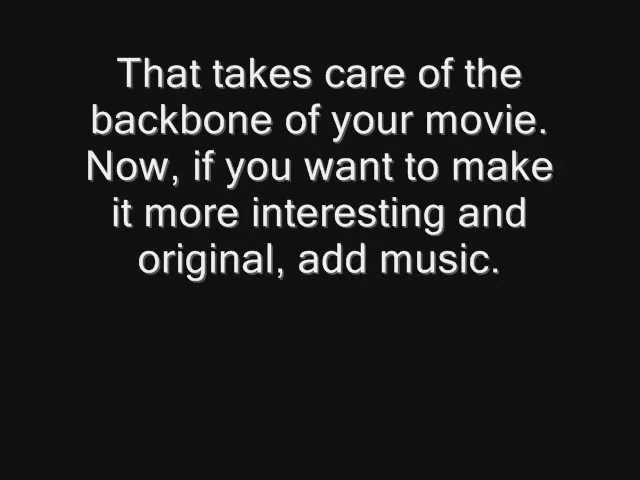 That takes care of the
backbone of your movie.
Now, if you want to make
it more interesting and
original, add music.